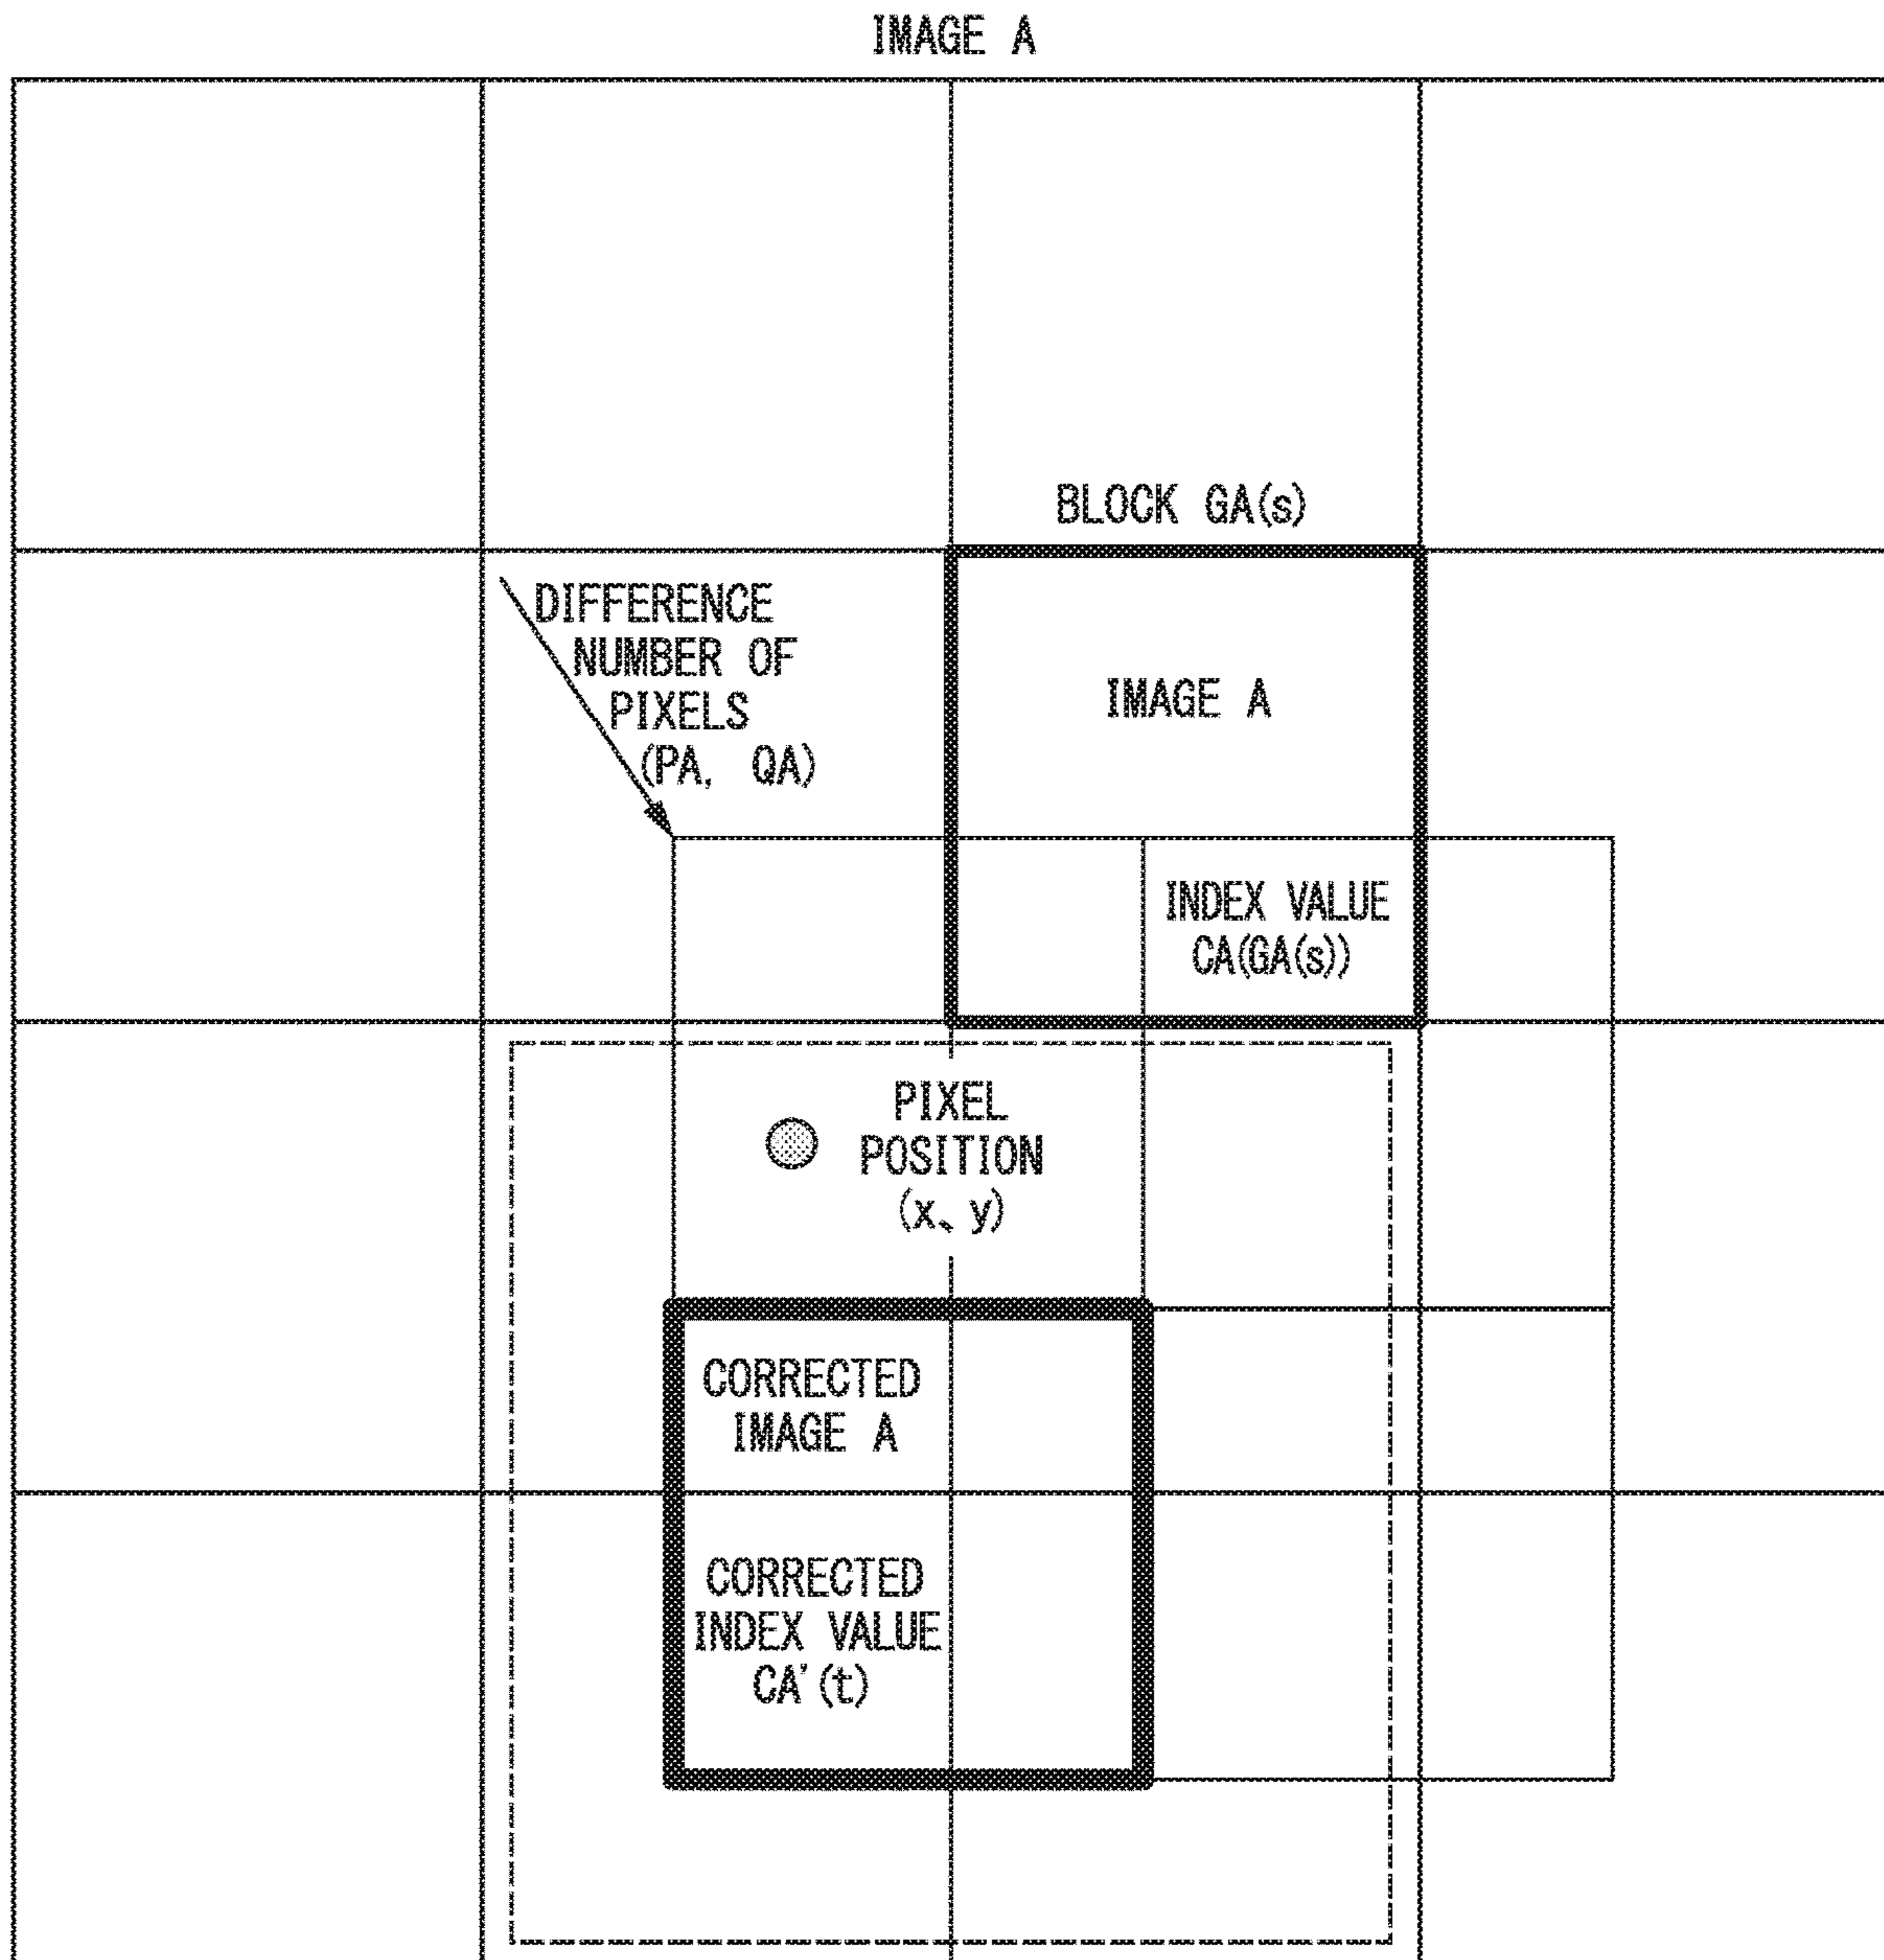 IMAGE A
BLOCK GA(s)
DIFFERENCE
NUMBER OF
PIXELS
(PA, QA)
IMAGE A
INDEX VALUE
CA(GA(s))
PIXEL
POSITION
(x、y)
CORRECTED
IMAGE A
CORRECTED
INDEX VALUE
CA'(t)